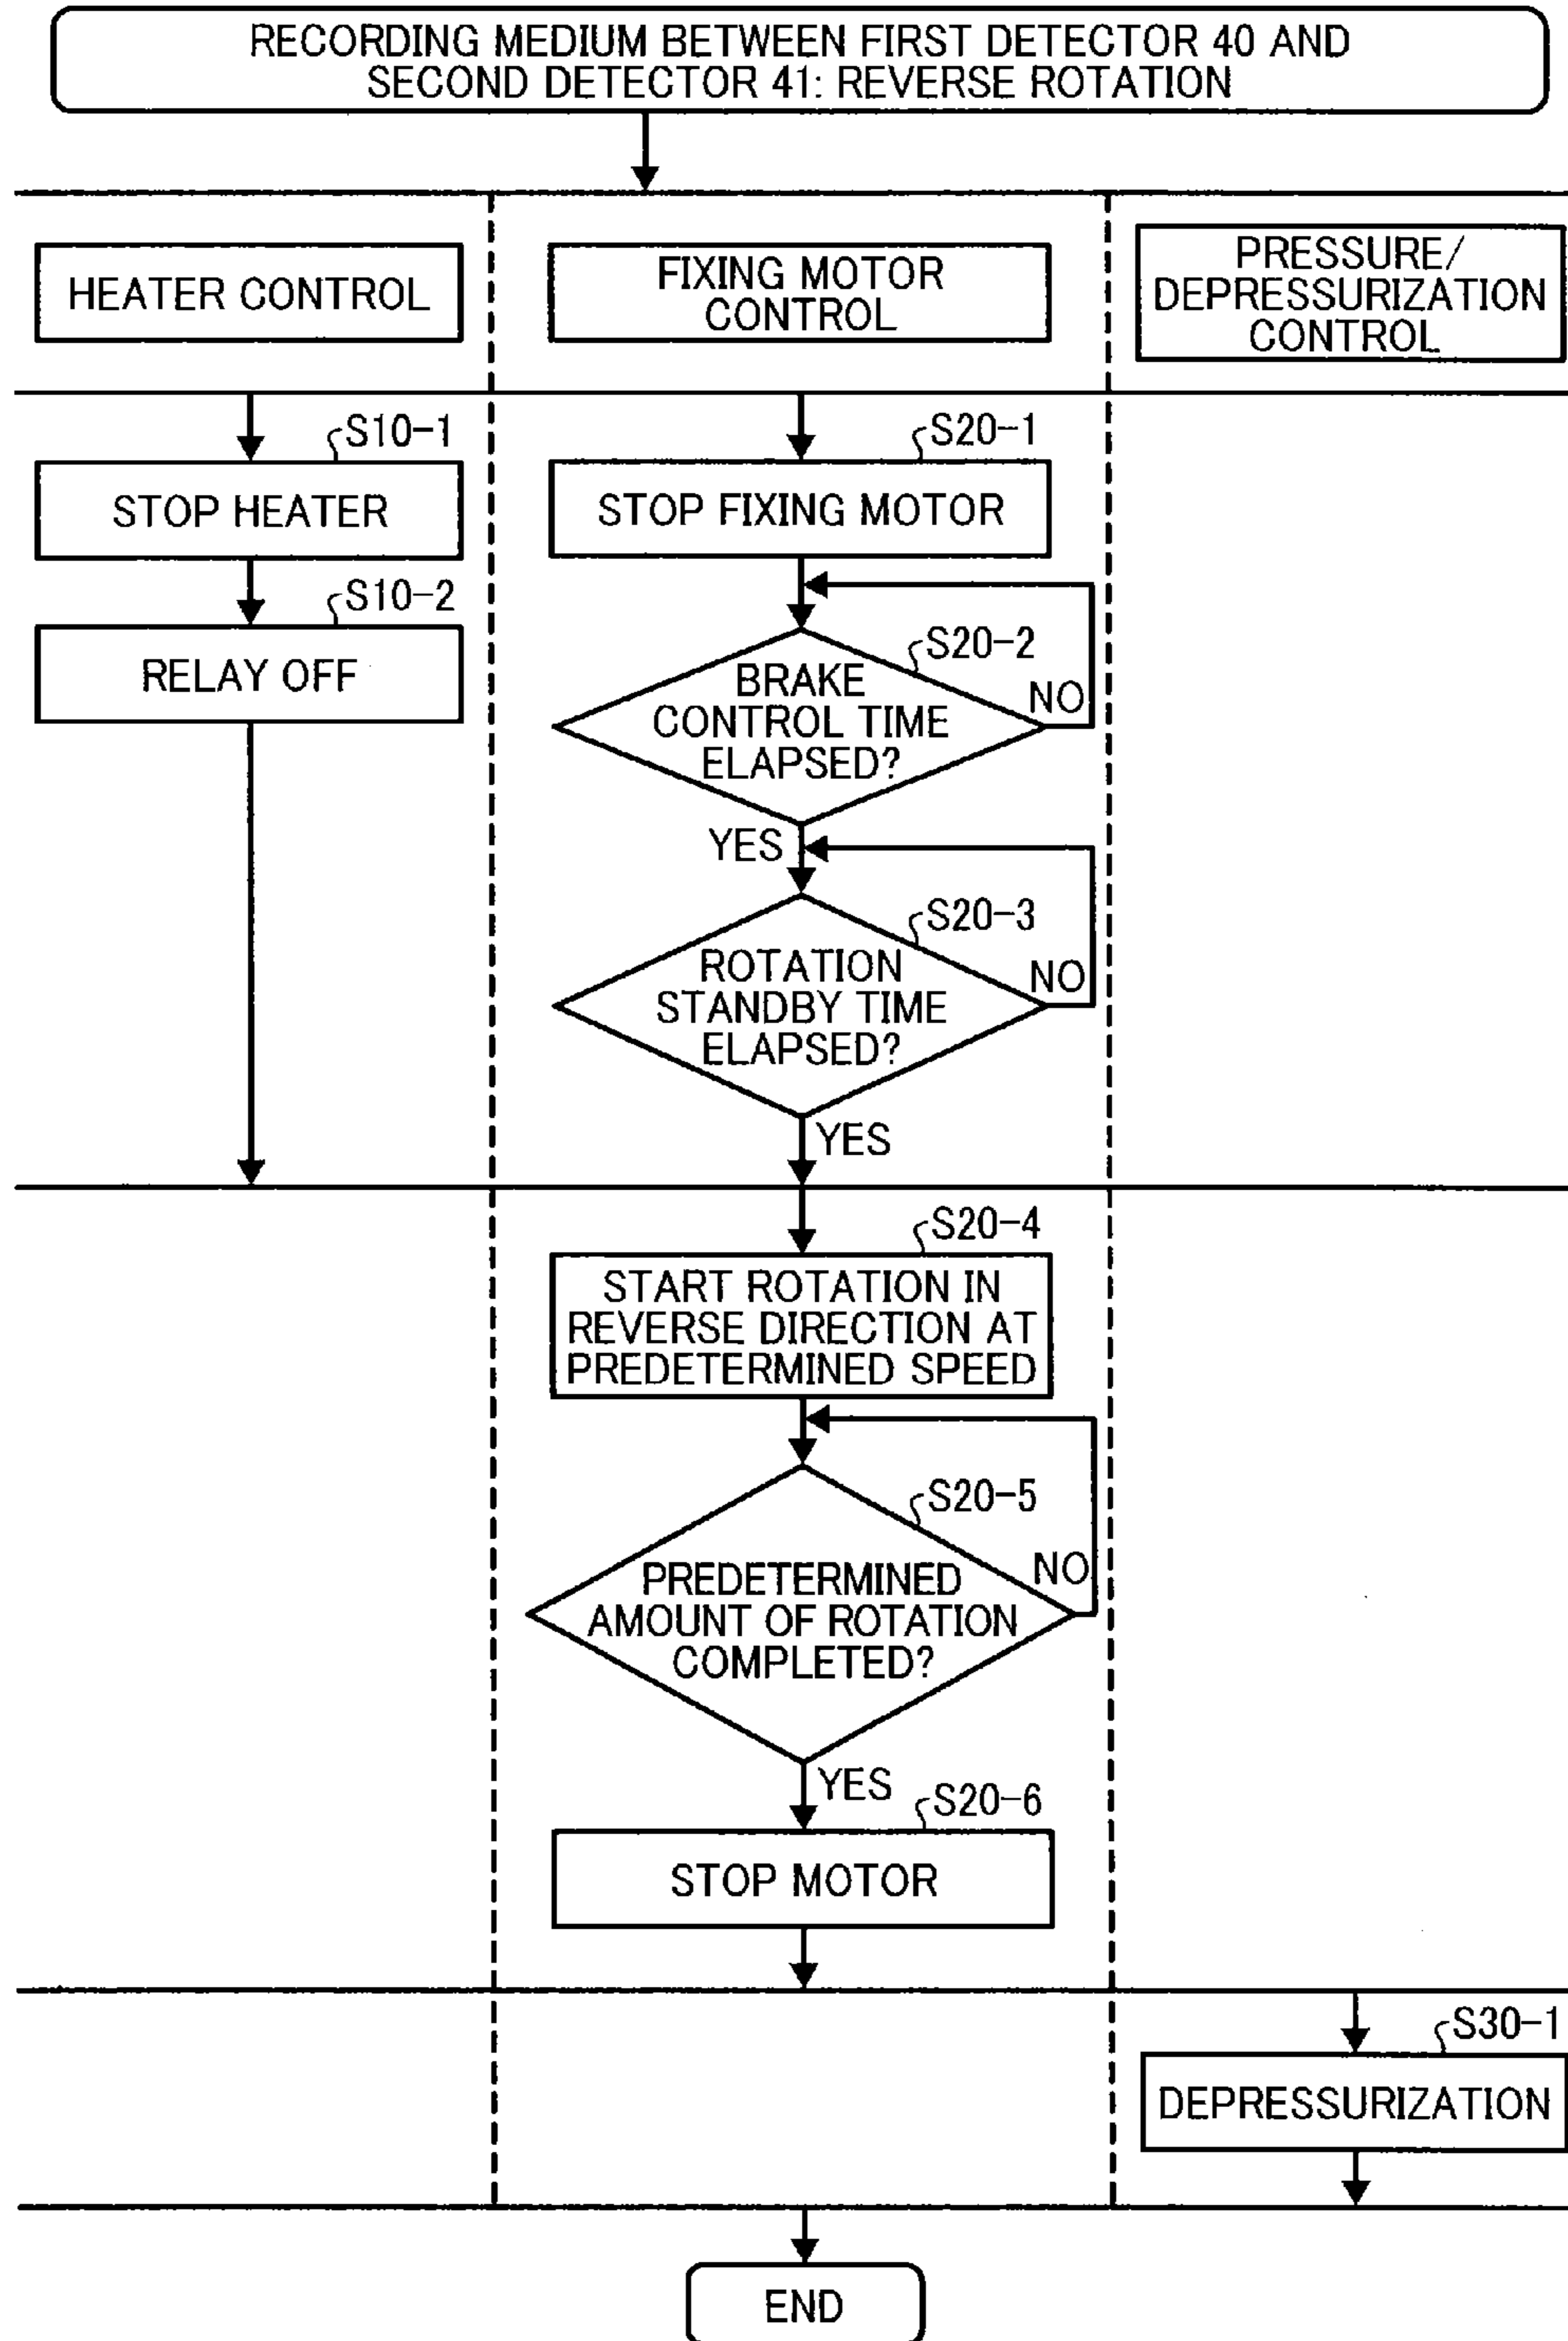 RECORDING MEDIUM BETWEEN FIRST DETECTOR 40 AND
SECOND DETECTOR 41: REVERSE ROTATION
HEATER CONTROL
FIXING MOTOR
CONTROL
PRESSURE/
DEPRESSURIZATION
CONTROL
S10-1
STOP HEATER
S10-2
RELAY OFF
S20-1
STOP FIXING MOTOR
S20-2
BRAKE
CONTROL TIME
ELAPSED?
NO
YES
S20-3
ROTATION
STANDBY TIME
ELAPSED?
NO
YES
S20-4
START ROTATION IN
REVERSE DIRECTION AT
PREDETERMINED SPEED
S20-5
PREDETERMINED
AMOUNT OF ROTATION
COMPLETED?
NO
YES
S20-6
STOP MOTOR
S30-1
DEPRESSURIZATION
END